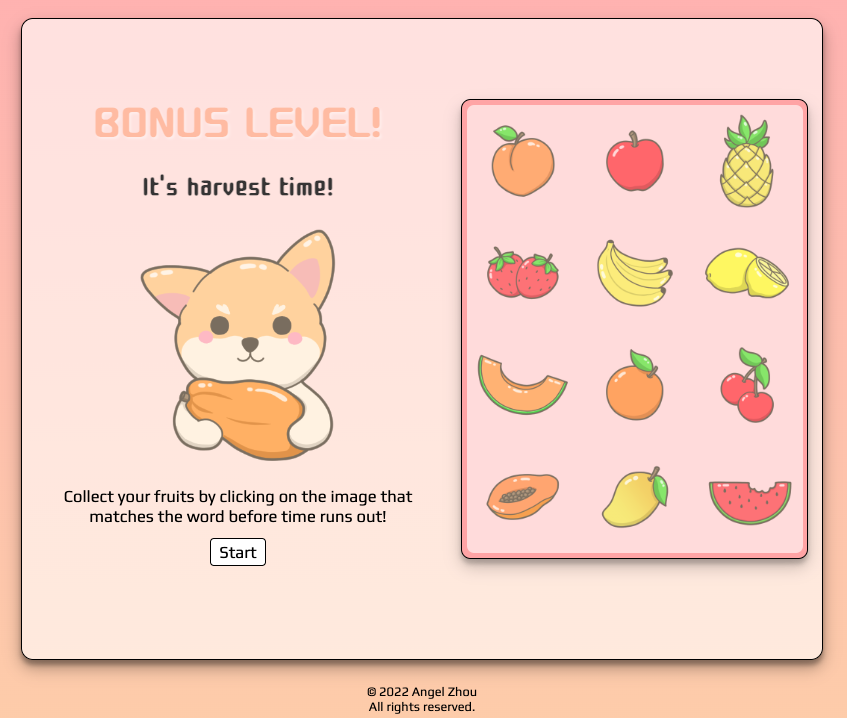 BONUS LEVEL!
It's harvest time!
Collect your fruits by clicking on the image that
matches the word before time runs out!
Start
© 2022 Angel Zhou
All rights reserved.